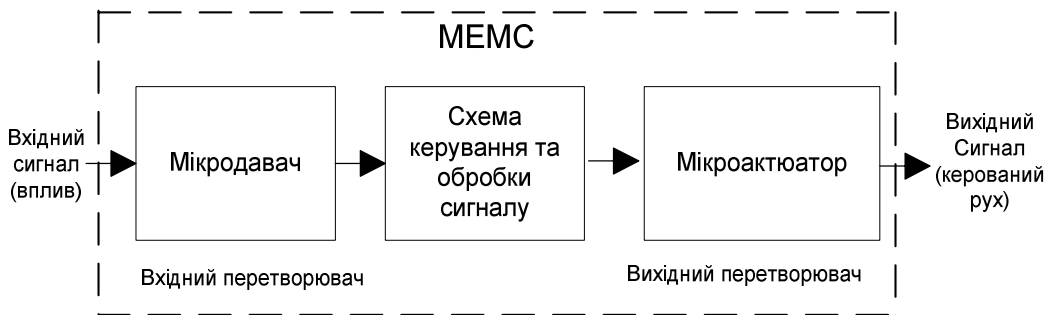 МЕМС
Вхідний
сигнал
(вплив)
Мікродавач
Схема
керування та
обробки
сигналу
Мікроактюатор
Вихідний
Сигнал
(керований
рух)
Вхідний перетворювач
Вихідний перетворювач